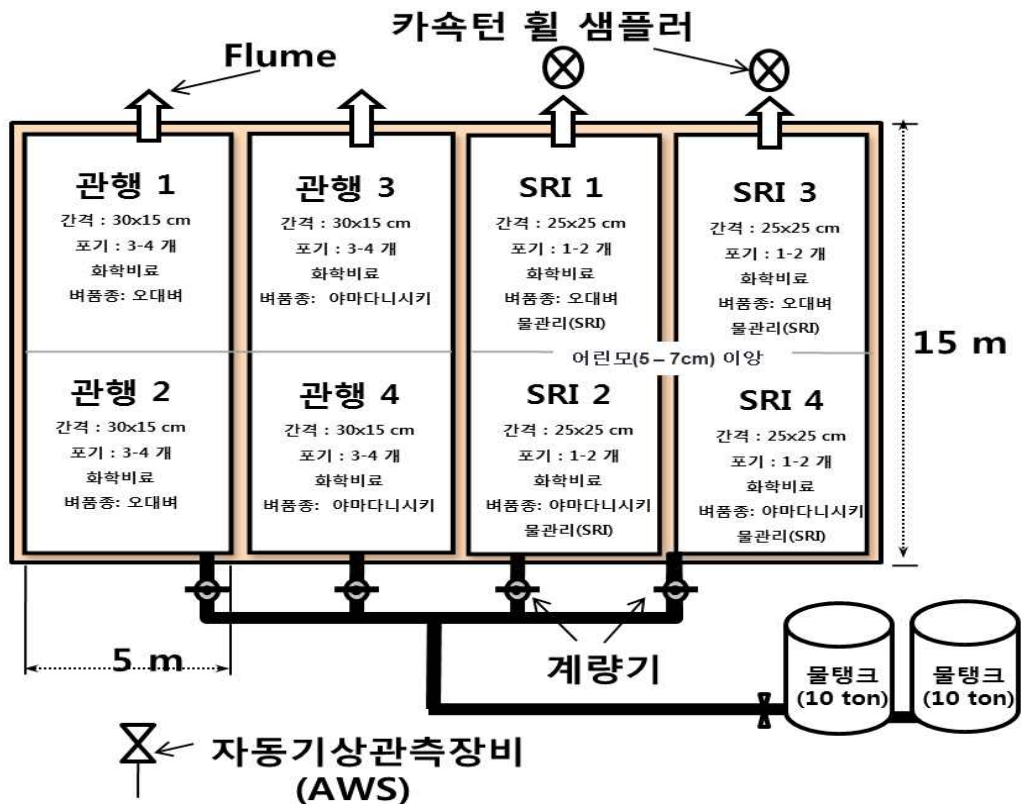 카숔턴 휠 샘플러
Flume
관행 1
간격 : 30x15 cm
포기 : 3-4 개
화학비료
벼품종: 오대벼
관행 3
간격 : 30x15 cm
포기 : 3-4 개
화학비료
벼품종: 야마다니시키
SRI 1
간격 : 25x25 cm
포기 : 1-2 개
화학비료
벼품종: 오대벼
물관리(SRI)
SRI 3
간격 : 25x25 cm
포기 : 1-2 개
화학비료
벼품종: 오대벼
물관리(SRI)
15 m
어린모(5 – 7cm) 이앙
관행 2
간격 : 30x15 cm
포기 : 3-4 개
화학비료
벼품종: 오대벼
관행 4
간격 : 30x15 cm
포기 : 3-4 개
화학비료
벼품종: 야마다니시키
SRI 2
간격 : 25x25 cm
포기 : 1-2 개
화학비료
벼품종: 야마다니시키
물관리(SRI)
SRI 4
간격 : 25x25 cm
포기 : 1-2 개
화학비료
벼품종: 야마다니시키
물관리(SRI)
5 m
계량기
물탱크
(10 ton)
물탱크
(10 ton)
자동기상관측장비
(AWS)